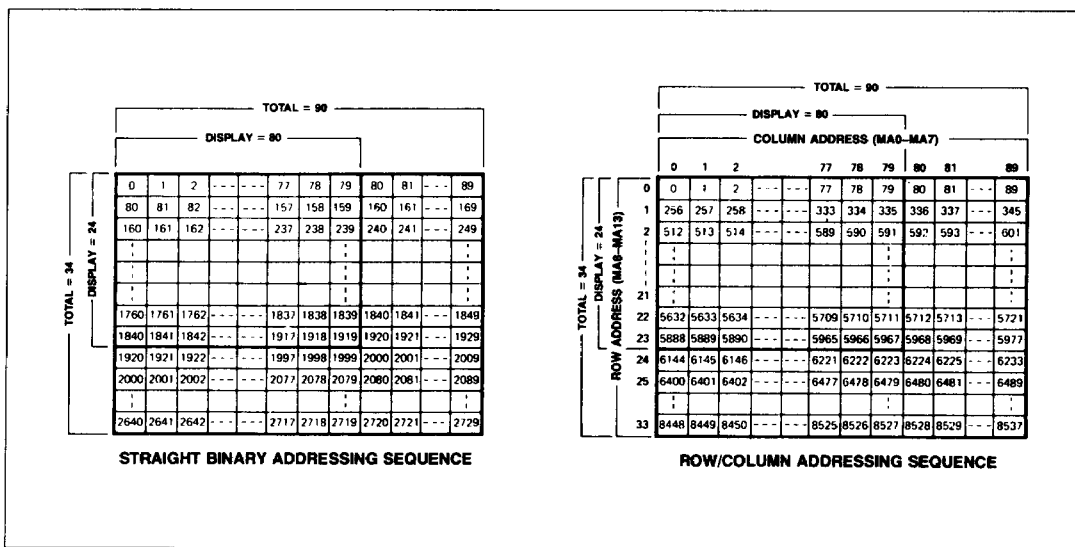 TOTAL = 90
DISPLAY = 80
TOTAL = 34
DISPLAY = 24
0 1 2 - - - - - - 77 78 79 80 81 - - - 89
80 81 82 - - - - - - 157 158 159 160 161 - - - 169
160 161 162 - - - - - - 237 238 239 240 241 - - - 249
1760 1761 1762 - - - - - - 1837 1838 1839 1840 1841 - - - 1849
1840 1841 1842 - - - - - - 1917 1918 1919 1920 1921 - - - 1929
1920 1921 1922 - - - - - - 1997 1998 1999 2000 2001 - - - 2009
2000 2001 2002 - - - - - - 2077 2078 2079 2080 2081 - - - 2089
2640 2641 2642 - - - - - - 2717 2718 2719 2720 2721 - - - 2729
STRAIGHT BINARY ADDRESSING SEQUENCE
TOTAL = 90
DISPLAY = 80
COLUMN ADDRESS (MA0–MA7)
0 1 2 77 78 79 80 81 89
TOTAL = 34
DISPLAY = 24
ROW ADDRESS (MA8–MA13)
0 0 1 2 - - - - - - 77 78 79 80 81 - - - 89
1 256 257 258 - - - - - - 333 334 335 336 337 - - - 345
2 512 513 514 - - - - - - 589 590 591 592 593 - - - 601
21
22 5632 5633 5634 - - - - - - 5709 5710 5711 5712 5713 - - - 5721
23 5888 5889 5890 - - - - - - 5965 5966 5967 5968 5969 - - - 5977
24 6144 6145 6146 - - - - - - 6221 6222 6223 6224 6225 - - - 6233
25 6400 6401 6402 - - - - - - 6477 6478 6479 6480 6481 - - - 6489
33 8448 8449 8450 - - - - - - 8525 8526 8527 8528 8529 - - - 8537
ROW/COLUMN ADDRESSING SEQUENCE